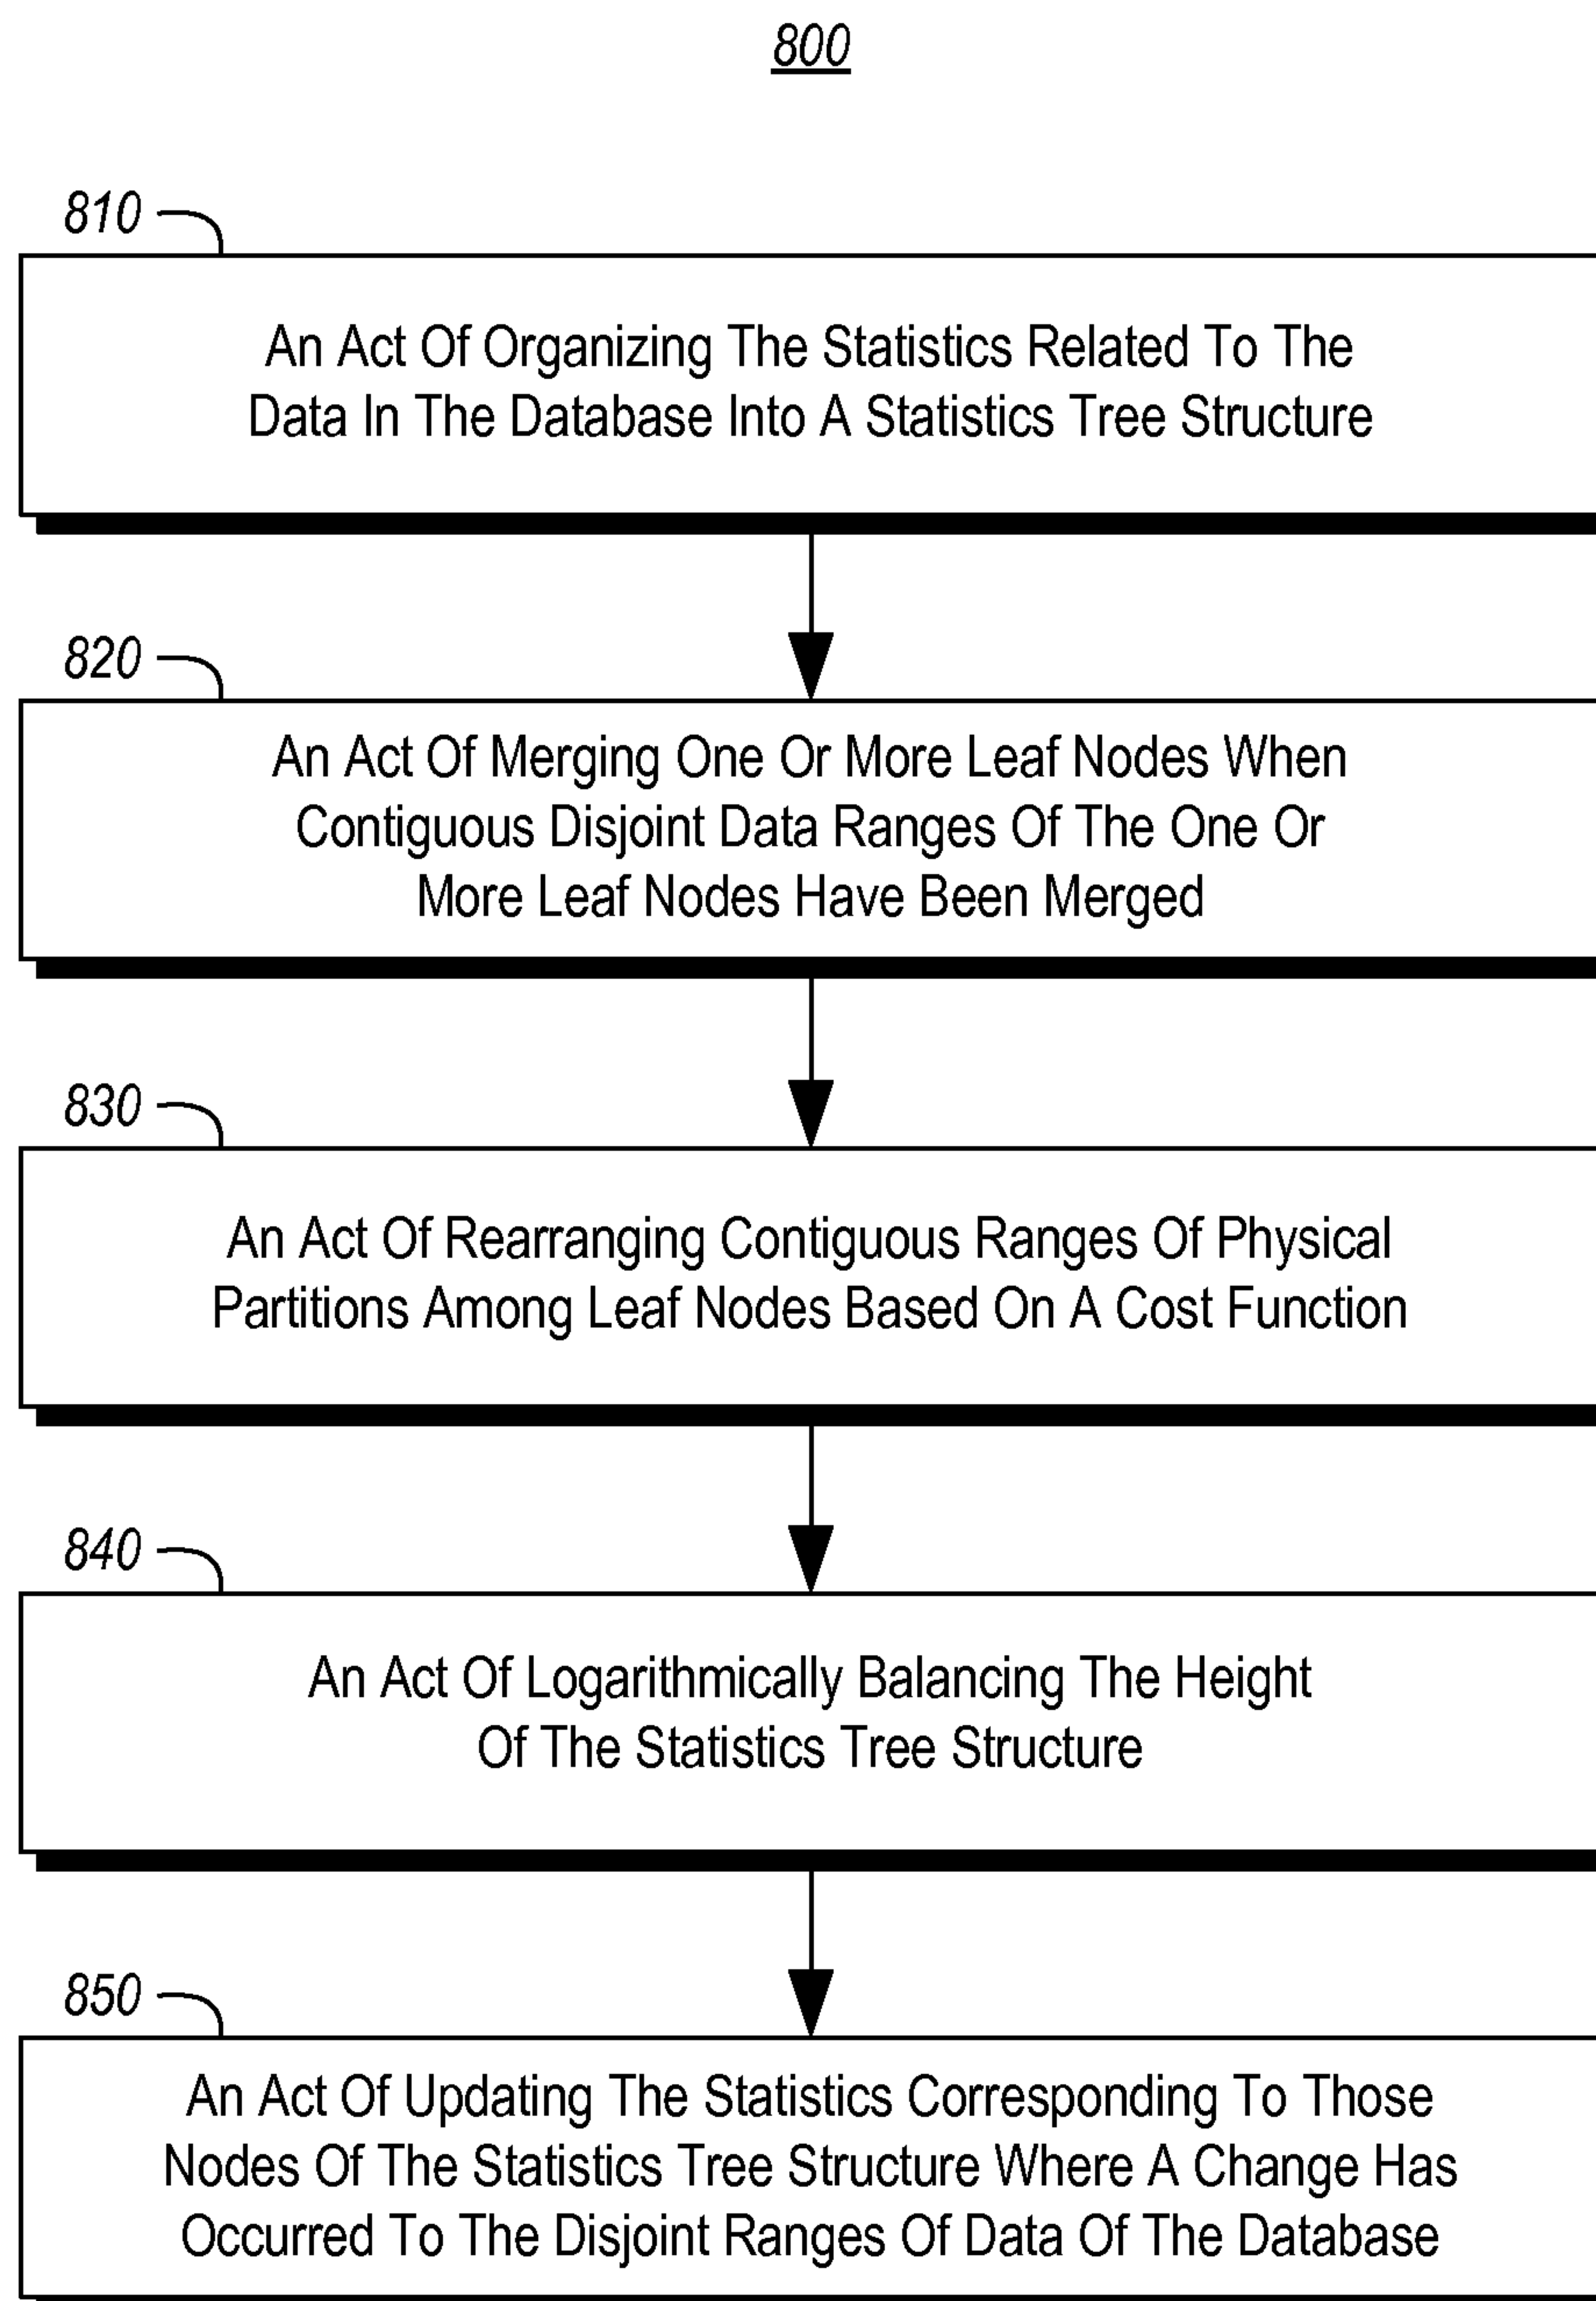 800
810
An Act Of Organizing The Statistics Related To The
Data In The Database Into A Statistics Tree Structure
820
An Act Of Merging One Or More Leaf Nodes When
Contiguous Disjoint Data Ranges Of The One Or
More Leaf Nodes Have Been Merged
830
An Act Of Rearranging Contiguous Ranges Of Physical
Partitions Among Leaf Nodes Based On A Cost Function
840
An Act Of Logarithmically Balancing The Height
Of The Statistics Tree Structure
850
An Act Of Updating The Statistics Corresponding To Those
Nodes Of The Statistics Tree Structure Where A Change Has
Occurred To The Disjoint Ranges Of Data Of The Database